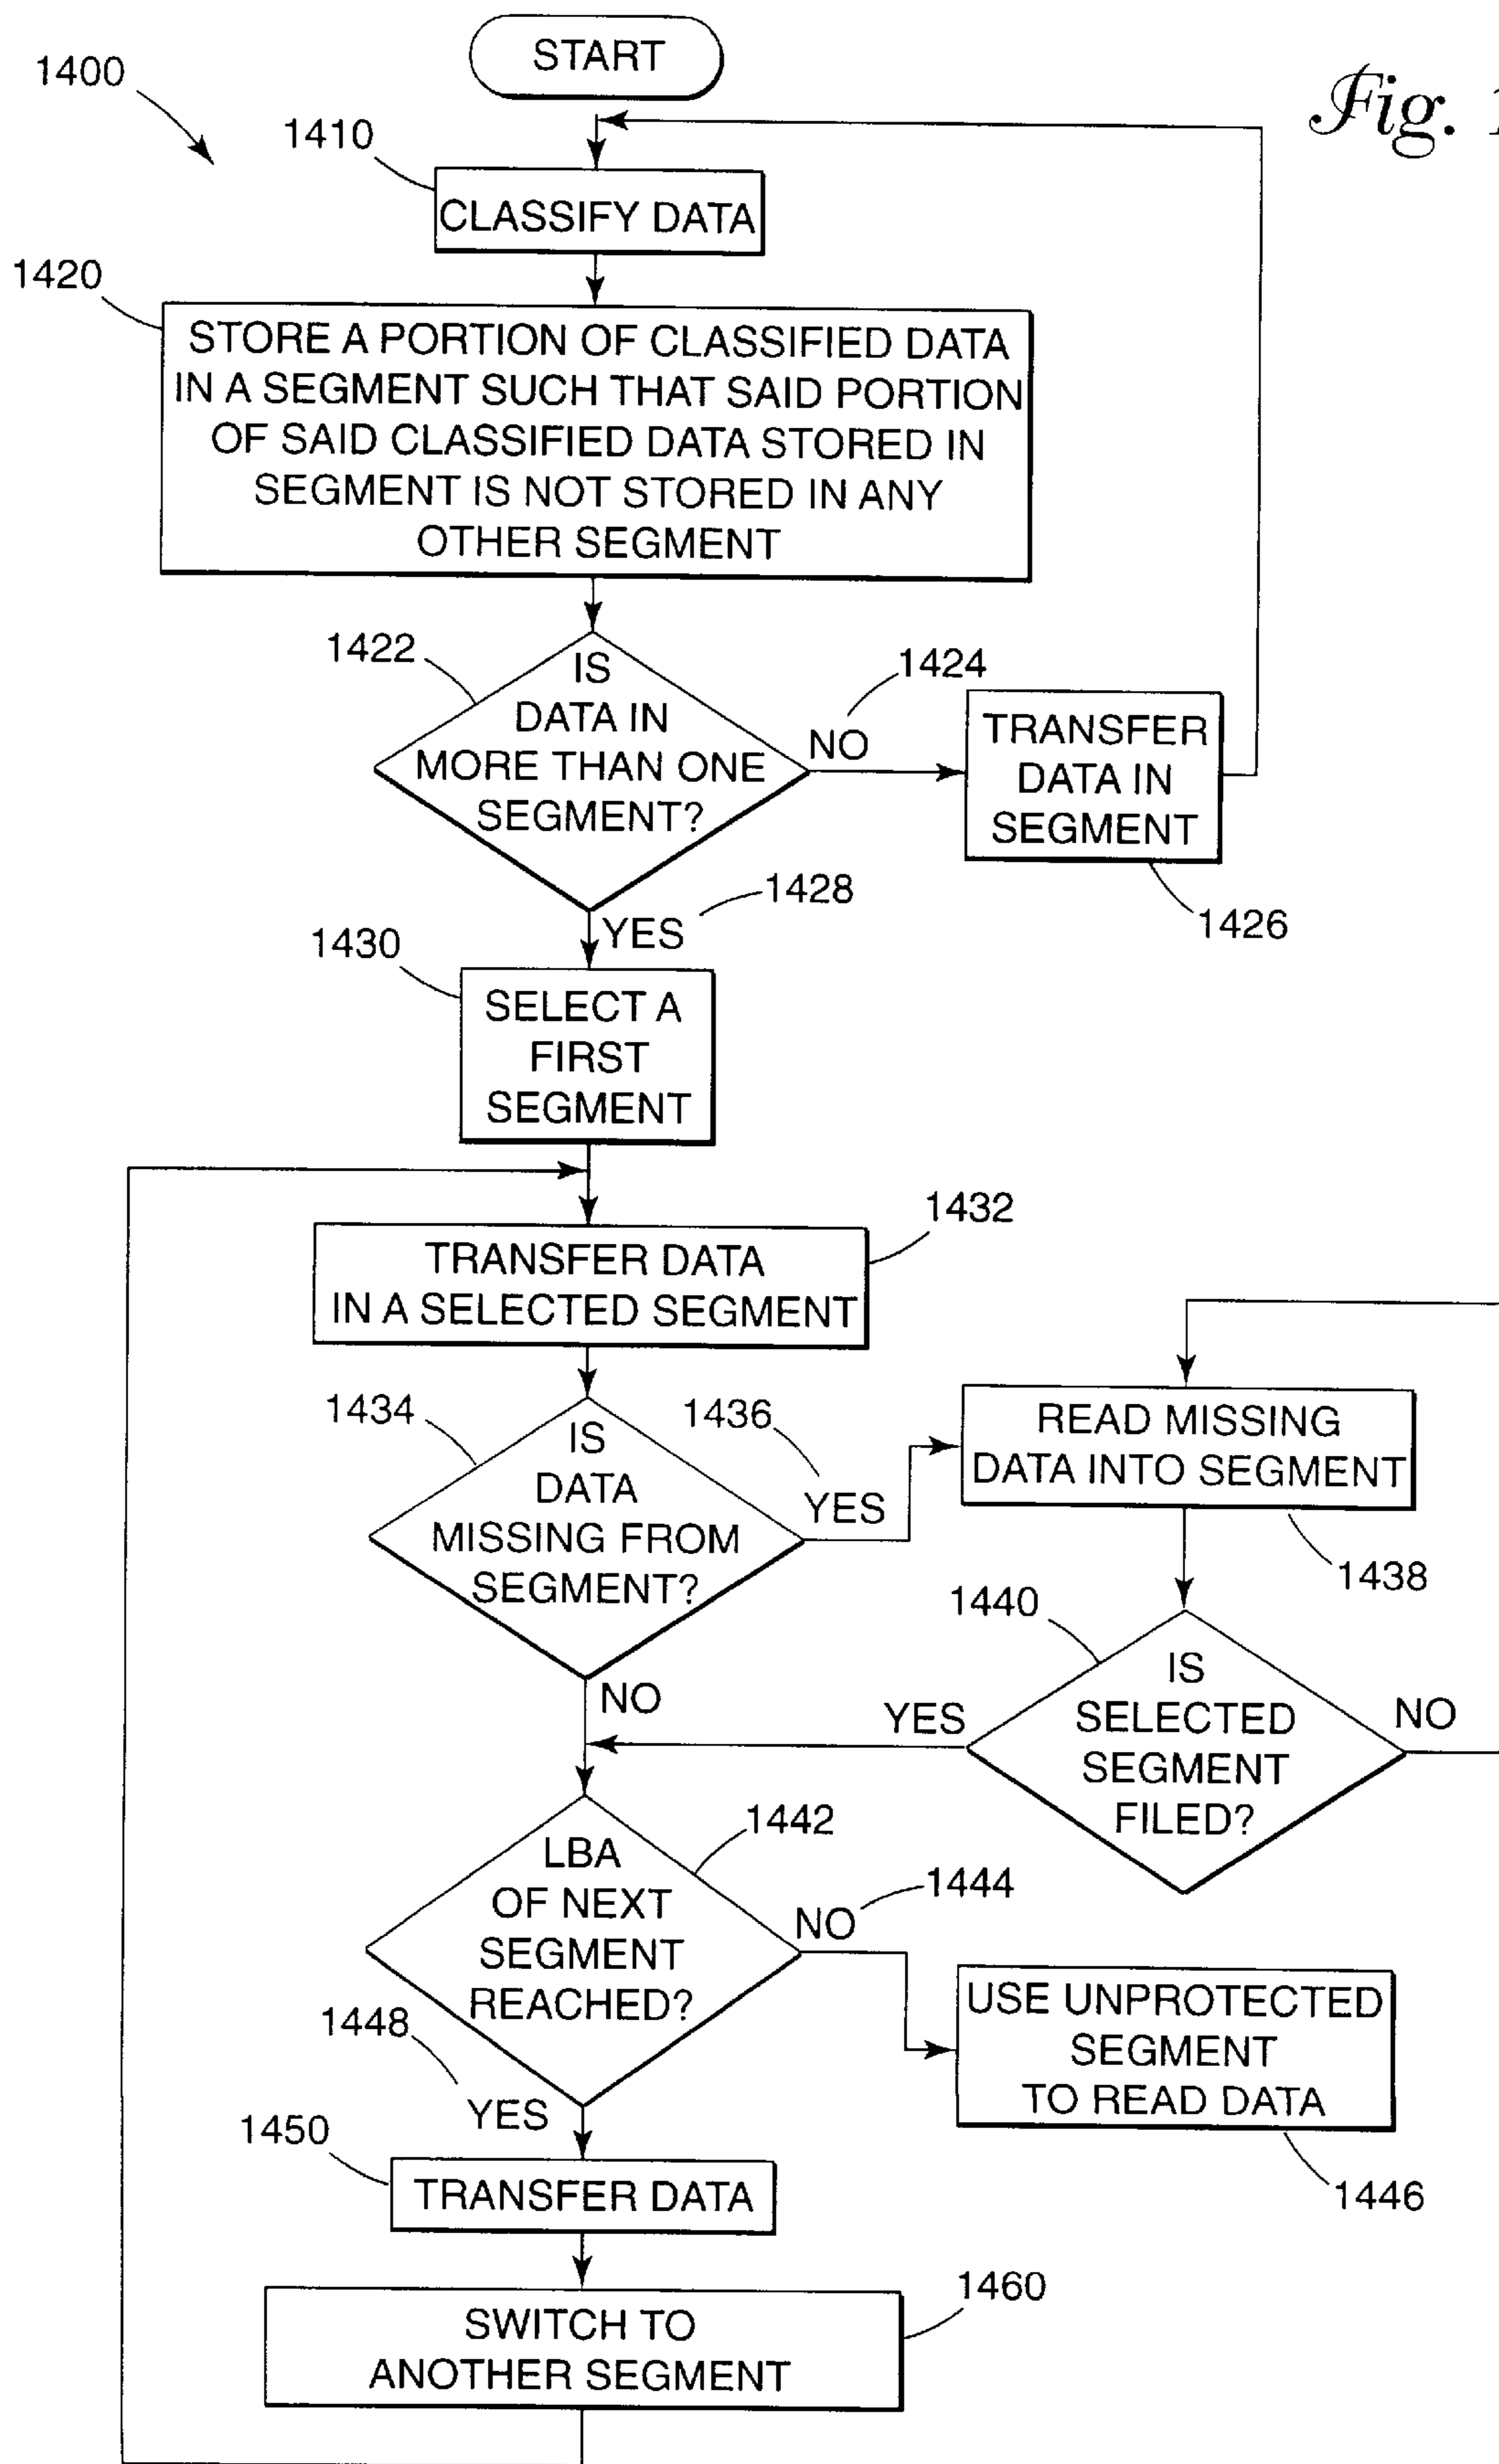 START
1400
Fig. 1
1410
CLASSIFY DATA
1420
STORE A PORTION OF CLASSIFIED DATA
IN A SEGMENT SUCH THAT SAID PORTION
OF SAID CLASSIFIED DATA STORED IN
SEGMENT IS NOT STORED IN ANY
OTHER SEGMENT
1422
IS
DATA IN
MORE THAN ONE
SEGMENT?
1424
NO
TRANSFER
DATA IN
SEGMENT
1426
1428
YES
1430
SELECT A
FIRST
SEGMENT
1432
TRANSFER DATA
IN A SELECTED SEGMENT
1434
IS
DATA
MISSING FROM
SEGMENT?
1436
YES
READ MISSING
DATA INTO SEGMENT
1438
NO
1440
IS
SELECTED
SEGMENT
FILED?
YES
NO
1442
LBA
OF NEXT
SEGMENT
REACHED?
NO
1444
USE UNPROTECTED
SEGMENT
TO READ DATA
1446
1448
YES
1450
TRANSFER DATA
1460
SWITCH TO
ANOTHER SEGMENT